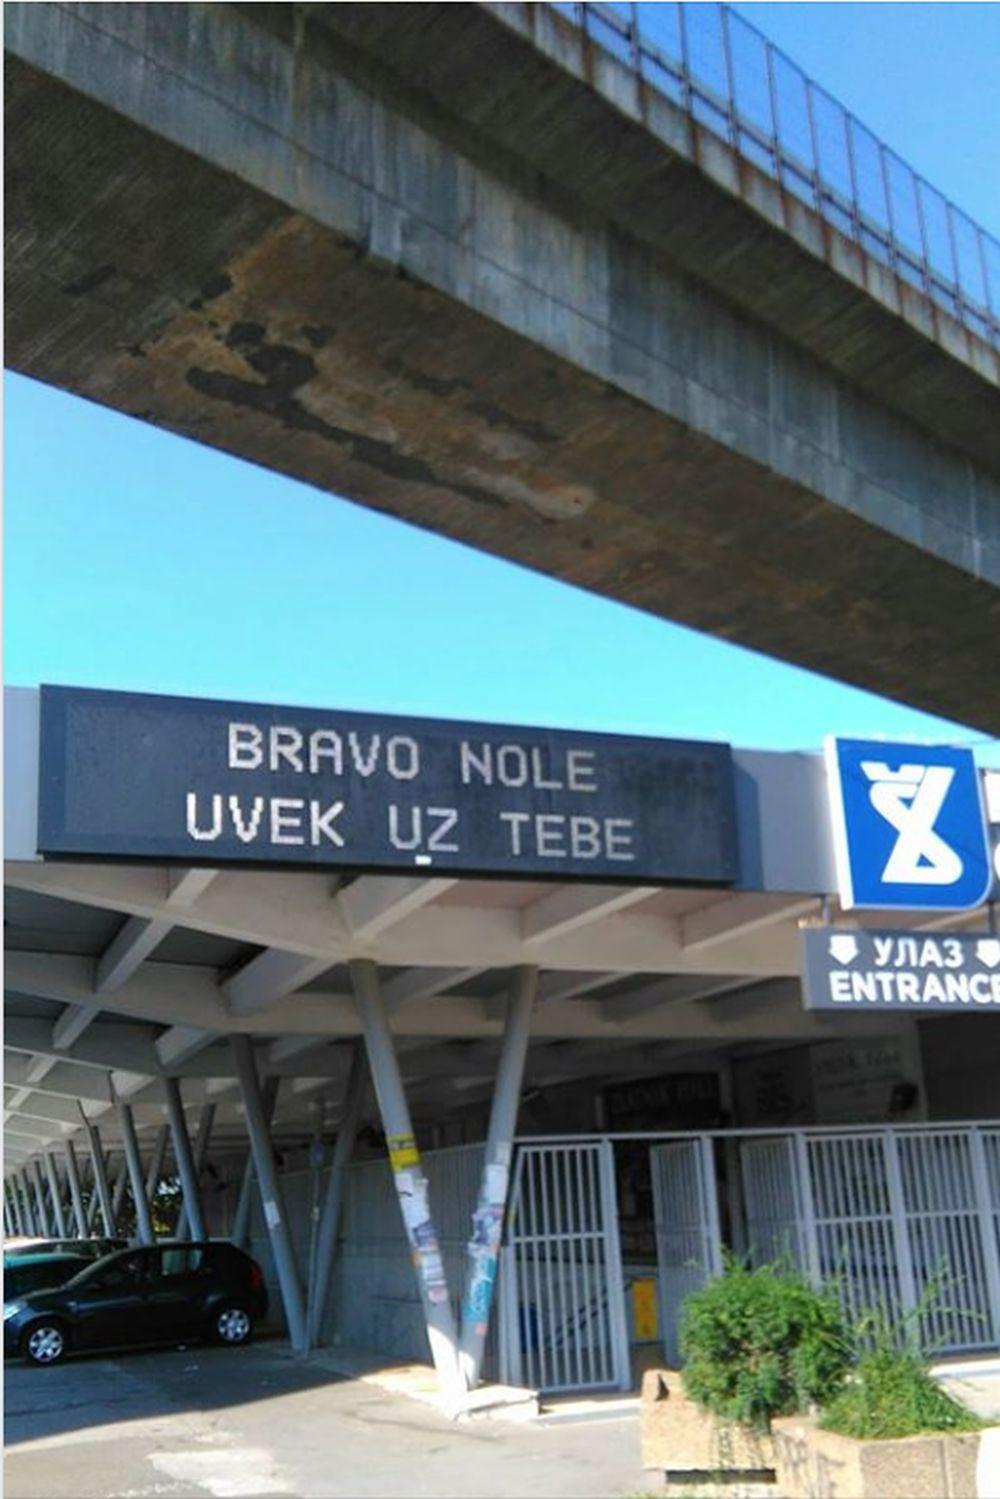 BRAVO NOLE
UVEK UZ TEBE
УЛАЗ
ENTRANCE